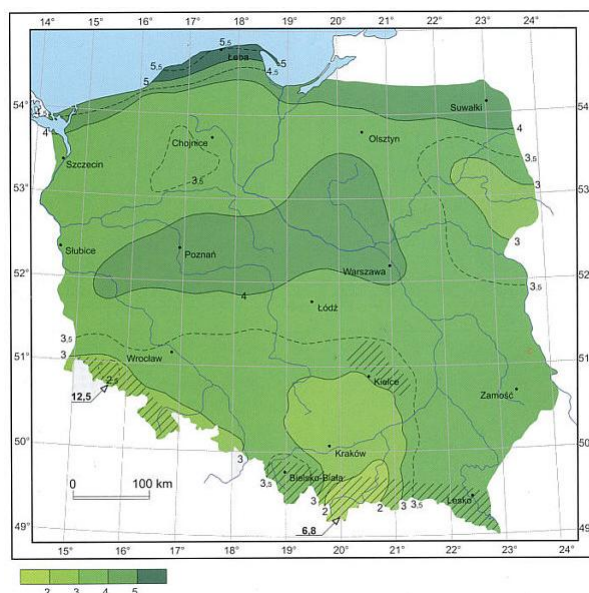 14° 15° 16° 17° 18° 19° 20° 21° 22° 23°
5,5
5
Łeba
5
4,5
54°
4,5
4
Suwałki
54°
4
Chojnice
Olsztyn
3,5
Szczecin
3,5
3
53°
53°
3
Słubice
Poznań
Warszawa
52°
4
3,5
52°
Łódź
3,5
51°
3
Wrocław
51°
Kielce
12,5
Zamość
50°
Kraków
50°
3
0 100 km
3,5
Bielsko-Biała
3
2
2
3
3,5
Lesko
49°
6,8
49°
15° 16° 17° 18° 19° 20° 21° 22° 23° 24°
2 3 4 5